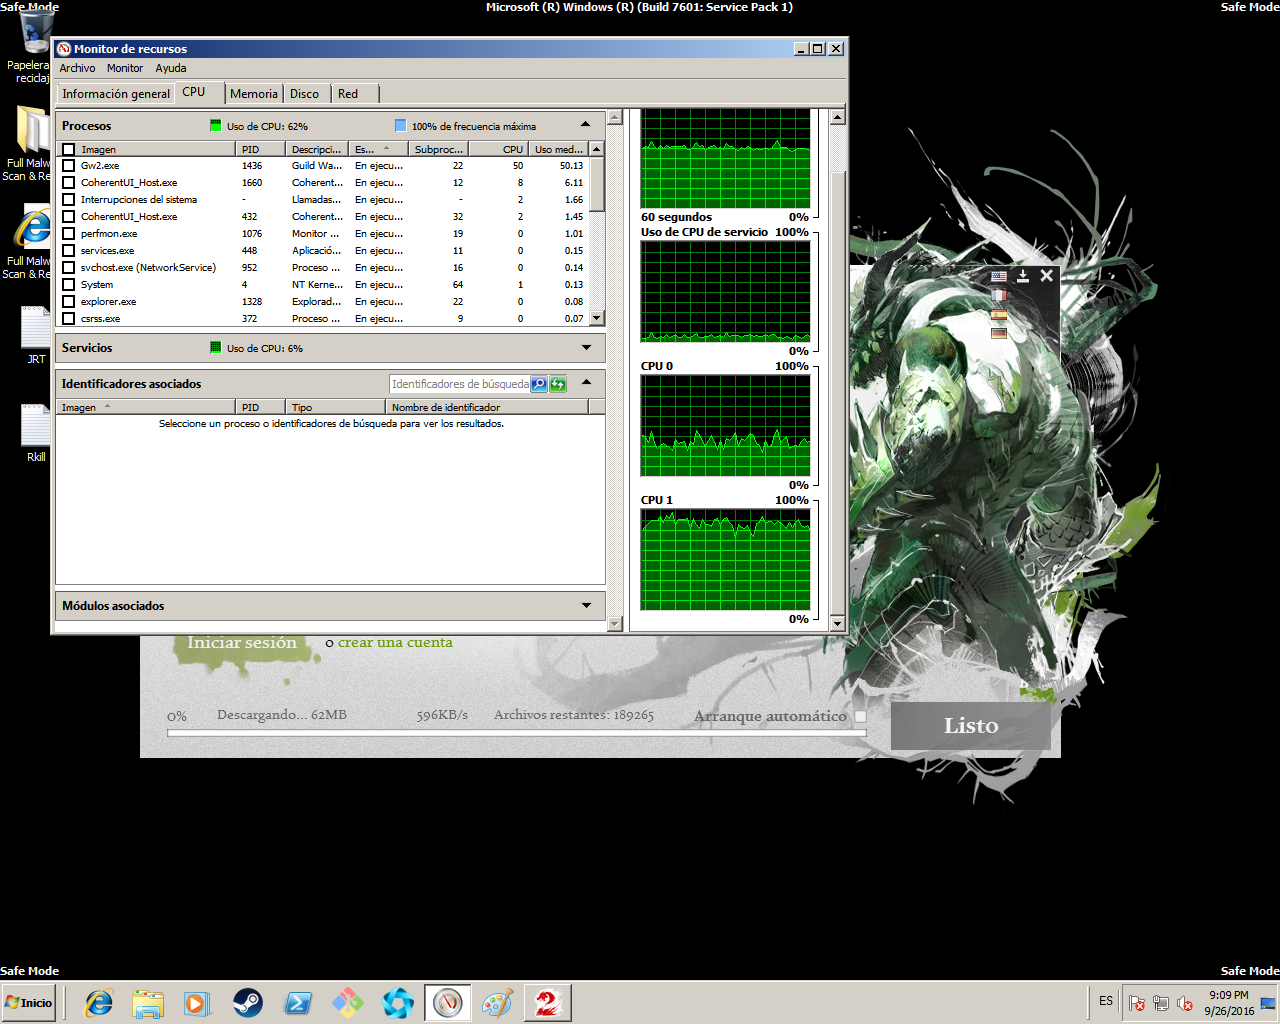 Safe Mode
Microsoft (R) Windows (R) (Build 7601: Service Pack 1)
Safe Mode
Papelera
reciclaj
Full Malw
Scan & Re
Full Malw
Scan & Re
JRT
Rkill
Monitor de recursos
Archivo Monitor Ayuda
Información general CPU Memoria Disco Red
Procesos Uso de CPU: 62% 100% de frecuencia máxima
Imagen PID Descripci... Es... Subproc... CPU Uso med...
Gw2.exe 1436 Guild Wa... En ejecu... 22 50 50.13
CoherentUI_Host.exe 1660 Coherent... En ejecu... 12 8 6.11
Interrupciones del sistema - Llamadas... En ejecu... - 2 1.66
CoherentUI_Host.exe 432 Coherent... En ejecu... 32 2 1.45
perfmon.exe 1076 Monitor ... En ejecu... 19 0 1.01
services.exe 448 Aplicació... En ejecu... 11 0 0.15
svchost.exe (NetworkService) 952 Proceso ... En ejecu... 16 0 0.14
System 4 NT Kerne... En ejecu... 64 1 0.13
explorer.exe 1328 Explorad... En ejecu... 22 0 0.08
csrss.exe 372 Proceso ... En ejecu... 9 0 0.07
Servicios Uso de CPU: 6%
Identificadores asociados Identificadores de búsqueda
Imagen PID Tipo Nombre de identificador
Seleccione un proceso o identificadores de búsqueda para ver los resultados.
Módulos asociados
60 segundos 0%
Uso de CPU de servicio 100%
0%
CPU 0 100%
0%
CPU 1 100%
0%
Iniciar sesión o crear una cuenta
0% Descargando... 62MB 596KB/s Archivos restantes: 189265 Arranque automático
Listo
Safe Mode
Safe Mode
Inicio
ES
9:09 PM
9/26/2016